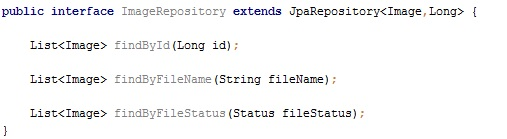 public interface ImageRepository extends JpaRepository<Image,Long> {
List<Image> findById(Long id);
List<Image> findByFileName(String fileName);
List<Image> findByFileStatus(Status fileStatus);
}